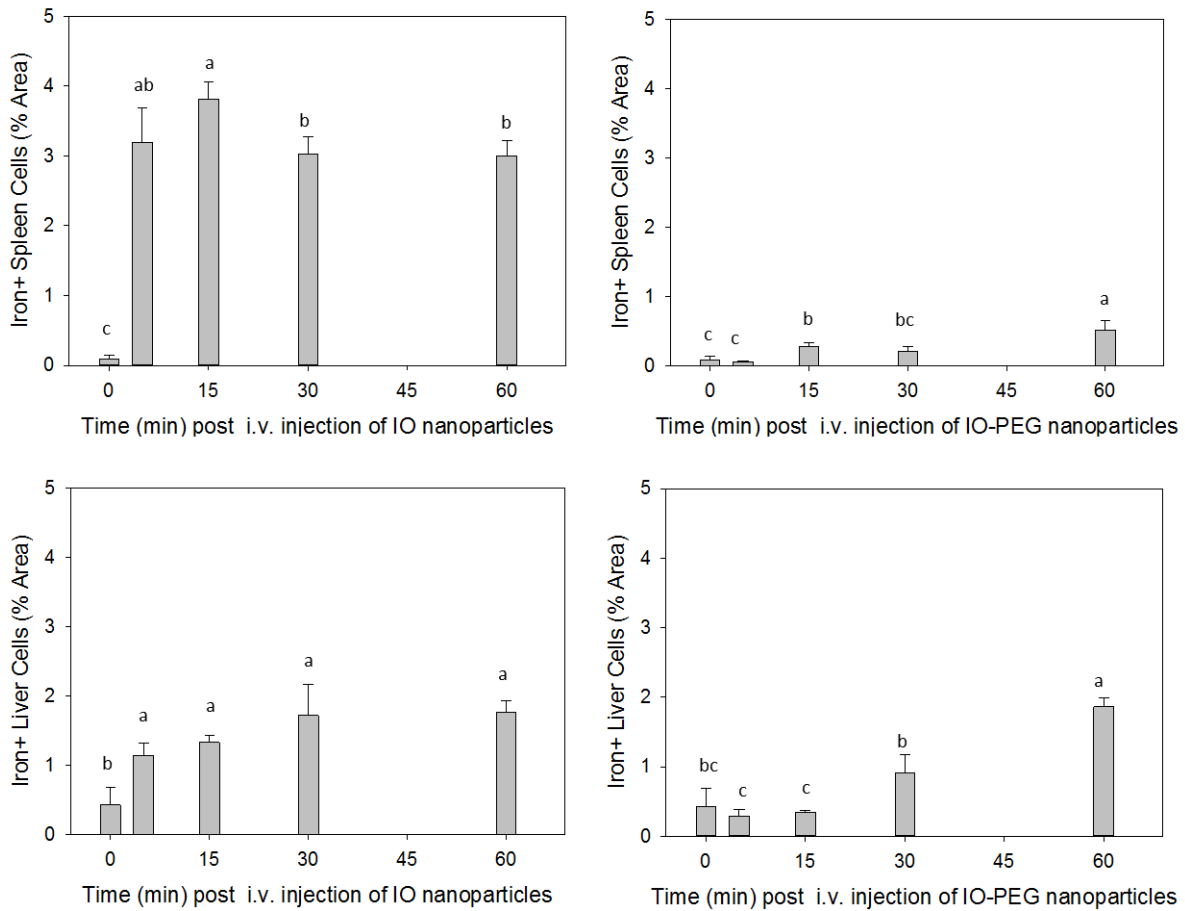 Iron+ Spleen Cells (% Area)
5
4
3
2
1
0
c
ab
a
b
b
0
15
30
45
60
Time (min) post i.v. injection of IO nanoparticles
Iron+ Spleen Cells (% Area)
5
4
3
2
1
0
c
c
b
bc
a
0
15
30
45
60
Time (min) post i.v. injection of IO-PEG nanoparticles
Iron+ Liver Cells (% Area)
5
4
3
2
1
0
b
a
a
a
a
0
15
30
45
60
Time (min) post i.v. injection of IO nanoparticles
Iron+ Liver Cells (% Area)
5
4
3
2
1
0
bc
c
c
b
a
0
15
30
45
60
Time (min) post i.v. injection of IO-PEG nanoparticles